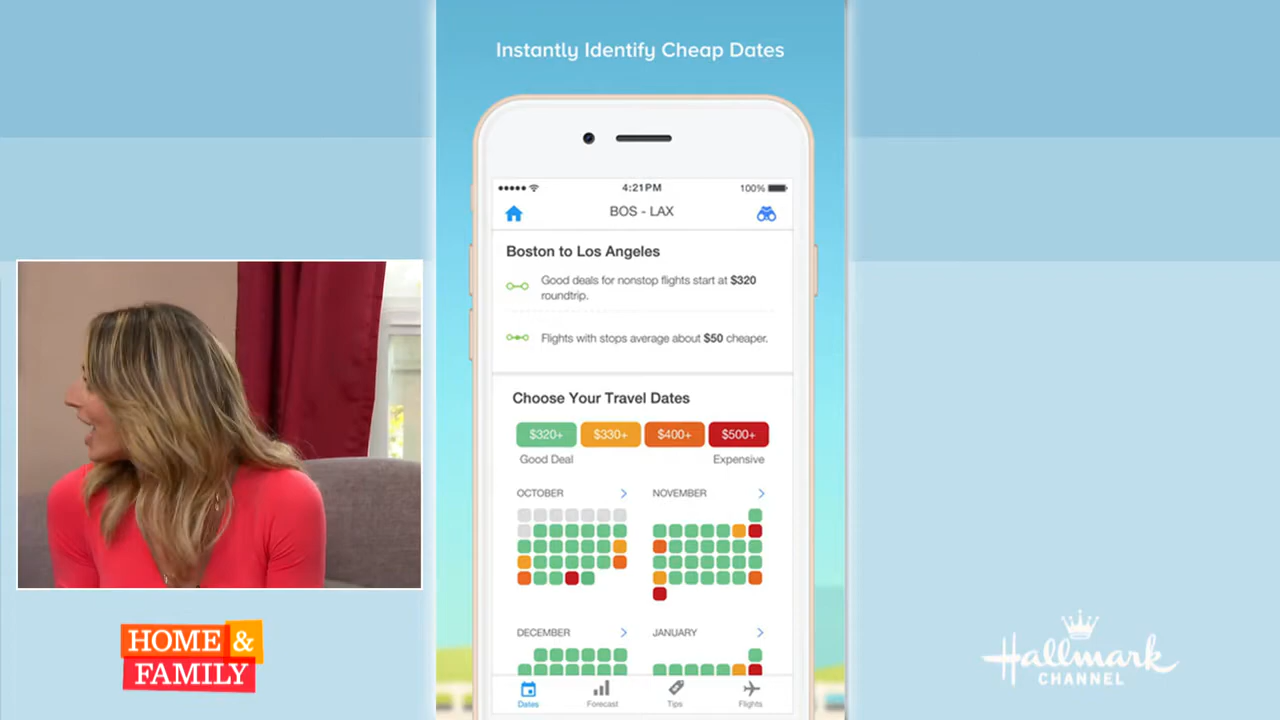 Instantly Identify Cheap Dates
4:21PM
100%
BOS - LAX
Boston to Los Angeles
Good deals for nonstop flights start at $320
roundtrip.
Flights with stops average about $50 cheaper.
Choose Your Travel Dates
$320+ $330+ $400+ $500+
Good Deal Expensive
OCTOBER NOVEMBER
DECEMBER JANUARY
Dates Forecast Tips Flights
HOME &
FAMILY
Hallmark
CHANNEL